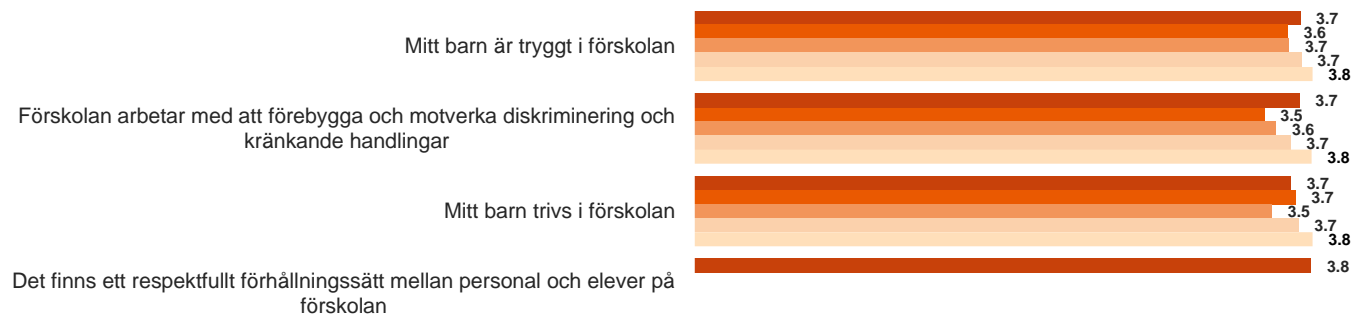 Mitt barn är tryggt i förskolan
3.7
3.6
3.7
3.7
3.8
Förskolan arbetar med att förebygga och motverka diskriminering och
kränkande handlingar
3.7
3.5
3.6
3.7
3.8
Mitt barn trivs i förskolan
3.7
3.7
3.5
3.7
3.8
Det finns ett respektfullt förhållningssätt mellan personal och elever på
förskolan
3.8